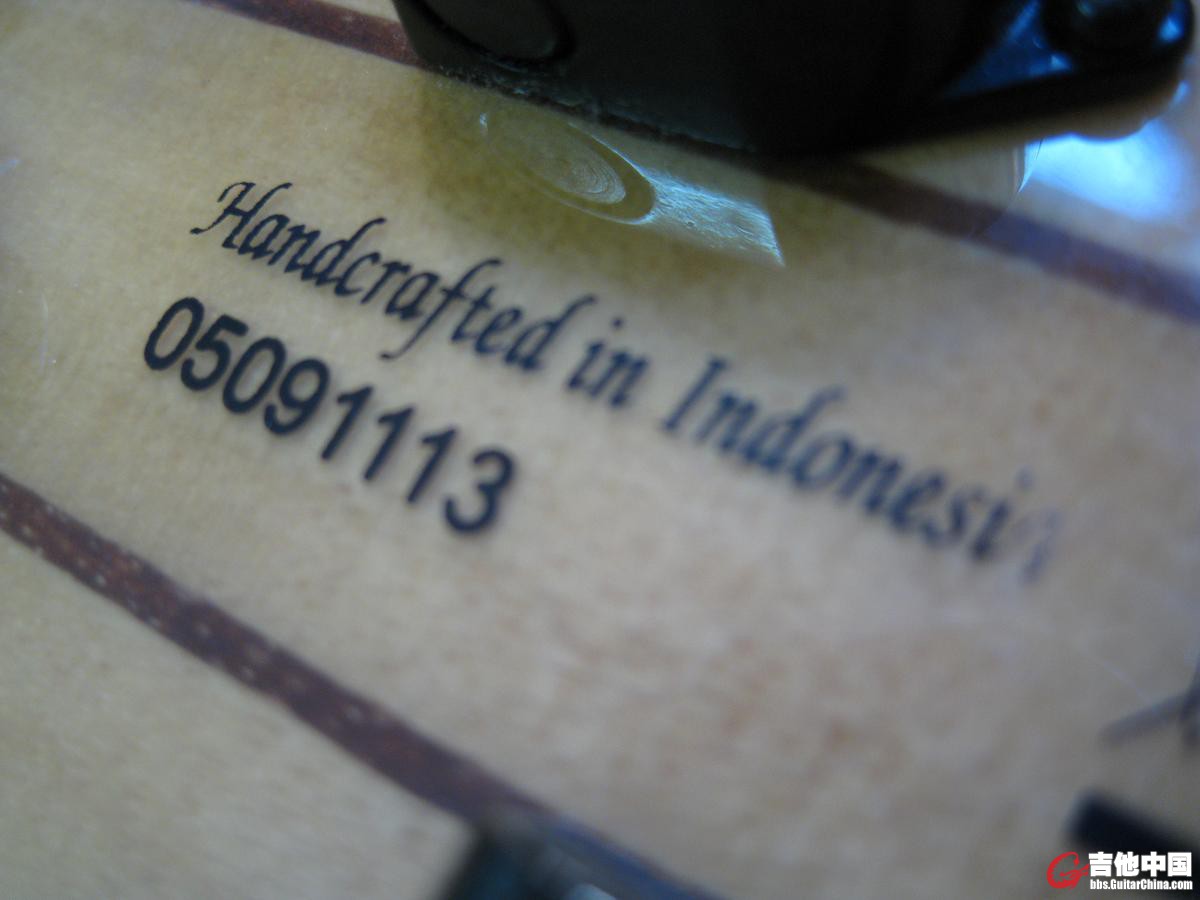 Handcrafted in Indonesia
05091113
吉他中国
bbs.GuitarChina.com